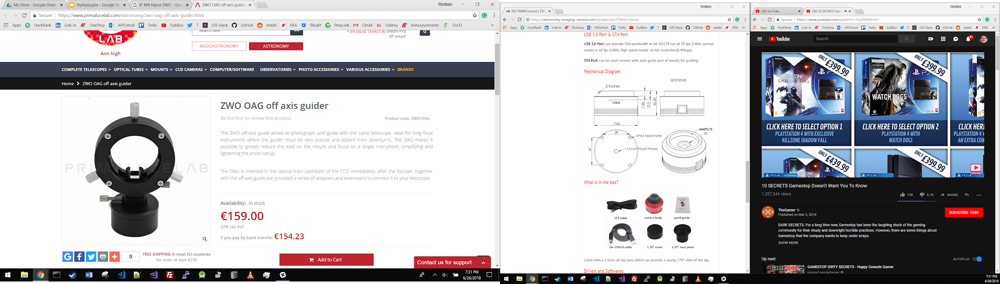 My Drive - Google Drive
Stylized.pptx - Google Sli
4" M4 tripod ZWO - Goo
ZWO OAG off axis guider
Harrison
Secure
https://www.primalucelab.com/astronomy/zwo-oag-off-axis-guider.html
Apps HackRank Link-In OneStop APSUmail Trello SubBox T GIS-Slack GitHub reddit JIRA BBukit PeayLink Gmail Udemy Announcements OvLf2 »
LAB
Aim high
Search here...
GO
+39 0434 1696106 (Mon-Fri)
or email!
0
RADIOASTRONOMY
ASTRONOMY
COMPLETE TELESCOPES OPTICAL TUBES MOUNTS CCD CAMERAS COMPUTER/SOFTWARE OBSERVATORIES PHOTO ACCESSORIES VARIOUS ACCESSORIES BRANDS
Home ZWO OAG off axis guider
PRIMALUCELAB
ZWO OAG off axis guider
Be the first to review this product
Product code: ZWO-OAG
The ZWO off-axis guide allows to photograph and guide with the same telescope. Ideal for long focal
instruments where the guider must be very precise and absent from downturns. The OAG makes it
possible to greatly reduce the load on the mount and focus on a single instrument, simplifying and
lightening the photo setup.
The OAG is inserted in the optical train upstream of the CCD immediately after the focuser, together
with the off-axis guide are provided a series of adapters and extensions to connect it to your telescope.
Availability: In stock
€159.00
22% tax incl
if you pay by bank transfer €154.23
0
FREE SHIPPING in most EU countries
for order at least €250
Add to Cart
Contact us for support
7:31 PM
6/26/2018
ASI178MM (mono) | ZWO
Harrison
https://astronomy-imaging-camera.com/product/asi178mm-mono
Apps HackRank Link-In OneStop APSUmail Trello SubBox T GIS-Slack GitHub reddit JIRA »
USB 3.0 Port & ST4 Port
USB 3.0 Port: can provide 5Gb bandwidth to let ASI178 run at 30 fps (14bit, normal
mode) or 60 fps (10bit, high speed mode) at full resolution(6.4Mega).
ST4 Port: can be used connect with auto guide port of mount, for guiding.
Mechanical Diagram
Unit:mm
2"inches
CMOS
7.50
12.5
35.50
∅62
39
39
4*M4 Tripod holes
1\4 inch Tripod Thread
M42*0.75
20
What is in the box?
ST4 cable
camera body
quick guide
2m USB3.0 cable
1.25" cover
1.25" nose piece
Come with a 2.5mm all sky lens which can provide a nearly 170° view of the sky.
Drivers and Softwares:
(36) YouTube
(36) 10 SECRETS Gam
Harrison
Secure
https://www.youtube.com/watch?v=1qTj9HbXFmU
Apps HackRank Link-In OneStop APSUmail Trello SubBox T GIS-Slack GitHub reddit JIRA »
YouTube
Search
9+
ONLY £399.99
SONY
KILLZONE
SHADOW FALL
CLICK HERE TO SELECT OPTION 1
PLAYSTATION 4 WITH EXCLUSIVE
KILLZONE SHADOW FALL
ONLY £399.99
WATCH DOGS
CLICK HERE TO SELECT OPTION 2
PLAYSTATION 4 WITH
WATCH DOGS
CLICK HER
PLAYSTATION 4 W
AN EXTRA CON
ONLY £439.99
SONY
KILLZONE
PS4
ONLY £399.99
PS4
PS4
SUBSCRIBE
10 SECRETS Gamestop Doesn't Want You To Know
1,357,244 views
13K
5.7K
SHARE
TheGamer
Published on Mar 3, 2018
SUBSCRIBE 938K
DARK SECRETS. For a long time now, Gamestop has been the laughing stock of the gaming
community for their shady and downright horrible practices. However, there are some things about
Gamestop that the company wants to keep under wraps.
SHOW MORE
Up next
AUTOPLAY
GameStop
GAMESTOP DIRTY SECRETS - Happy Console Gamer
HappyConsoleGamer
7:31 PM
6/26/2018